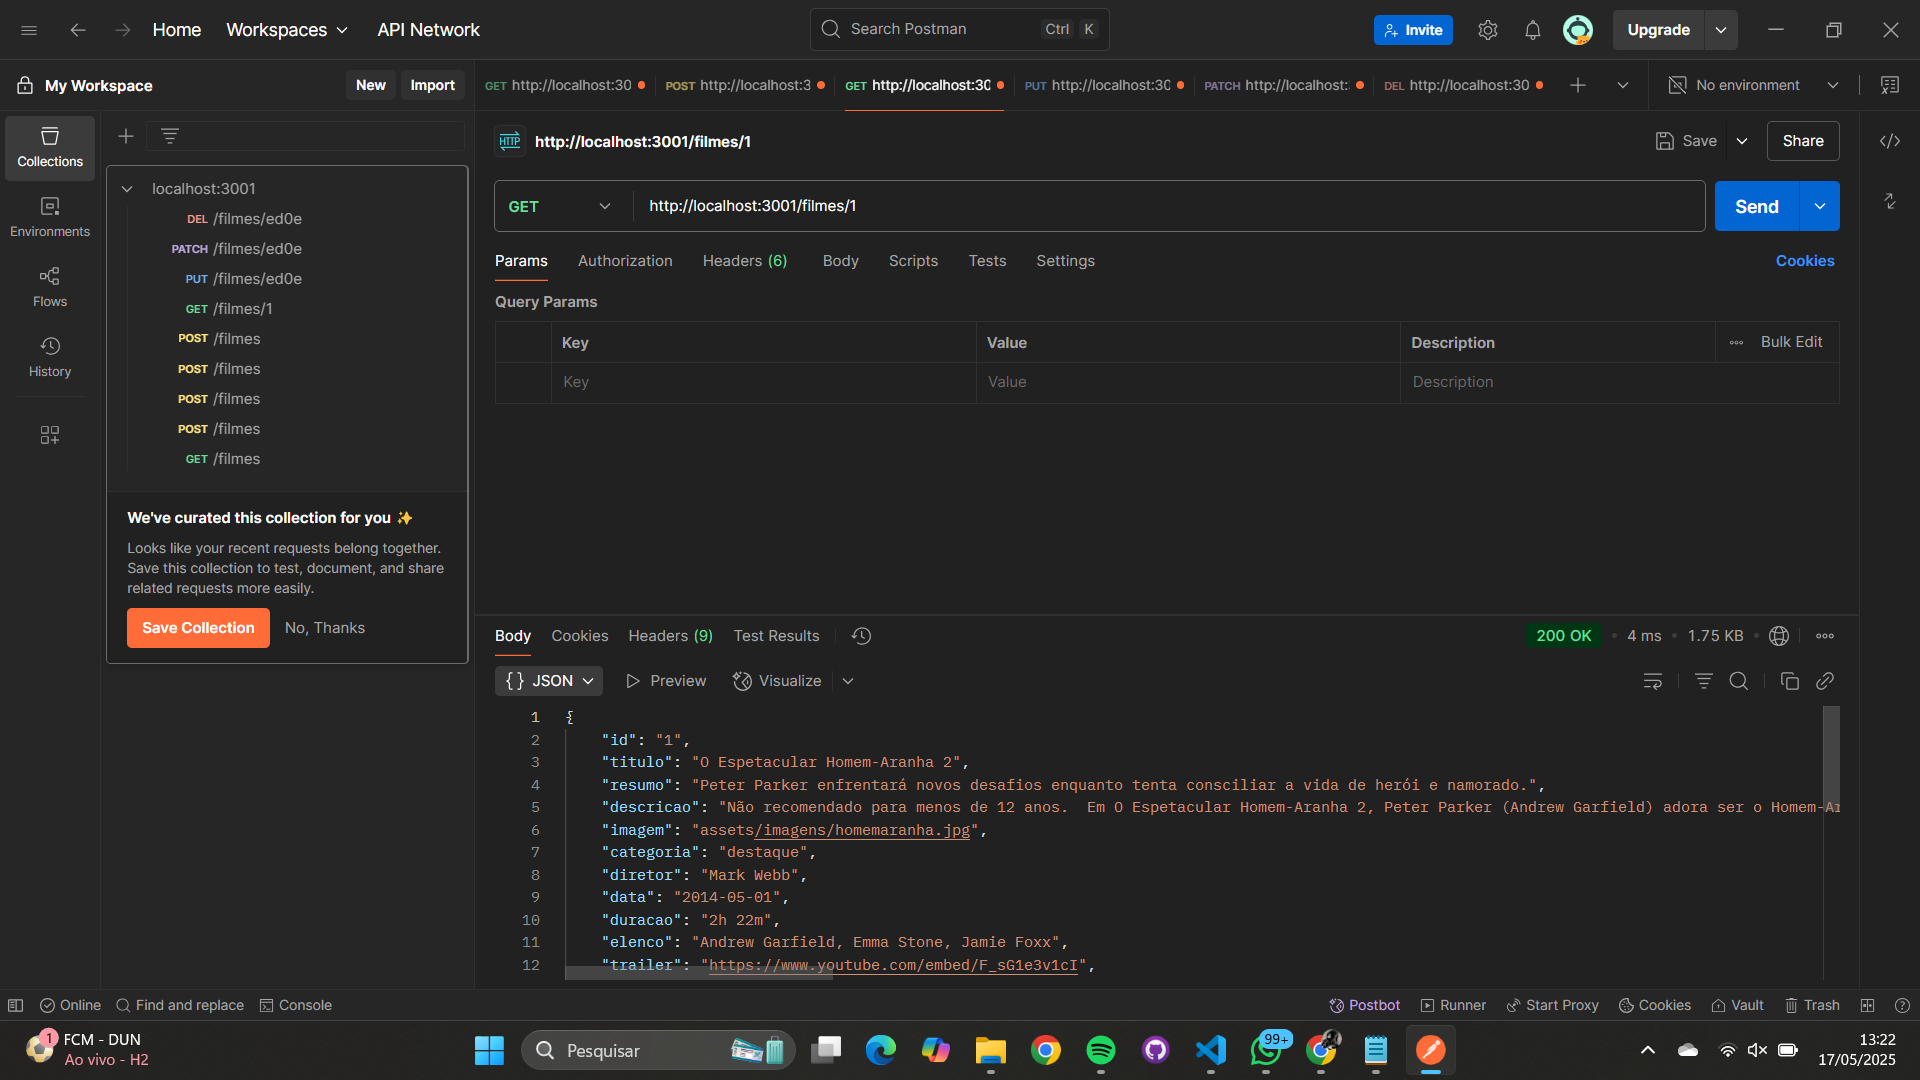 Home
Workspaces
API Network
Search Postman
Ctrl K
Invite
Upgrade
My Workspace
New
Import
GET http://localhost:30
POST http://localhost:3
GET http://localhost:30
PUT http://localhost:30
PATCH http://localhost:
DEL http://localhost:30
No environment
Collections
Environments
Flows
History
localhost:3001
DEL /filmes/ed0e
PATCH /filmes/ed0e
PUT /filmes/ed0e
GET /filmes/1
POST /filmes
POST /filmes
POST /filmes
POST /filmes
GET /filmes
We've curated this collection for you ✨
Looks like your recent requests belong together.
Save this collection to test, document, and share
related requests more easily.
Save Collection
No, Thanks
HTTP
http://localhost:3001/filmes/1
Save
Share
GET
http://localhost:3001/filmes/1
Send
Params
Authorization
Headers (6)
Body
Scripts
Tests
Settings
Cookies
Query Params
Key
Value
Description
Bulk Edit
Key
Value
Description
Body
Cookies
Headers (9)
Test Results
200 OK
4 ms
1.75 KB
{} JSON
Preview
Visualize
1 {
2 "id": "1",
3 "titulo": "O Espetacular Homem-Aranha 2",
4 "resumo": "Peter Parker enfrentará novos desafios enquanto tenta consciliar a vida de herói e namorado.",
5 "descricao": "Não recomendado para menos de 12 anos.  Em O Espetacular Homem-Aranha 2, Peter Parker (Andrew Garfield) adora ser o Homem-Ar
6 "imagem": "assets/imagens/homemaranha.jpg",
7 "categoria": "destaque",
8 "diretor": "Mark Webb",
9 "data": "2014-05-01",
10 "duracao": "2h 22m",
11 "elenco": "Andrew Garfield, Emma Stone, Jamie Foxx",
12 "trailer": "https://www.youtube.com/embed/F_sG1e3v1cI",
Online
Find and replace
Console
Postbot
Runner
Start Proxy
Cookies
Vault
Trash
1
FCM - DUN
Ao vivo - H2
Pesquisar
99+
13:22
17/05/2025